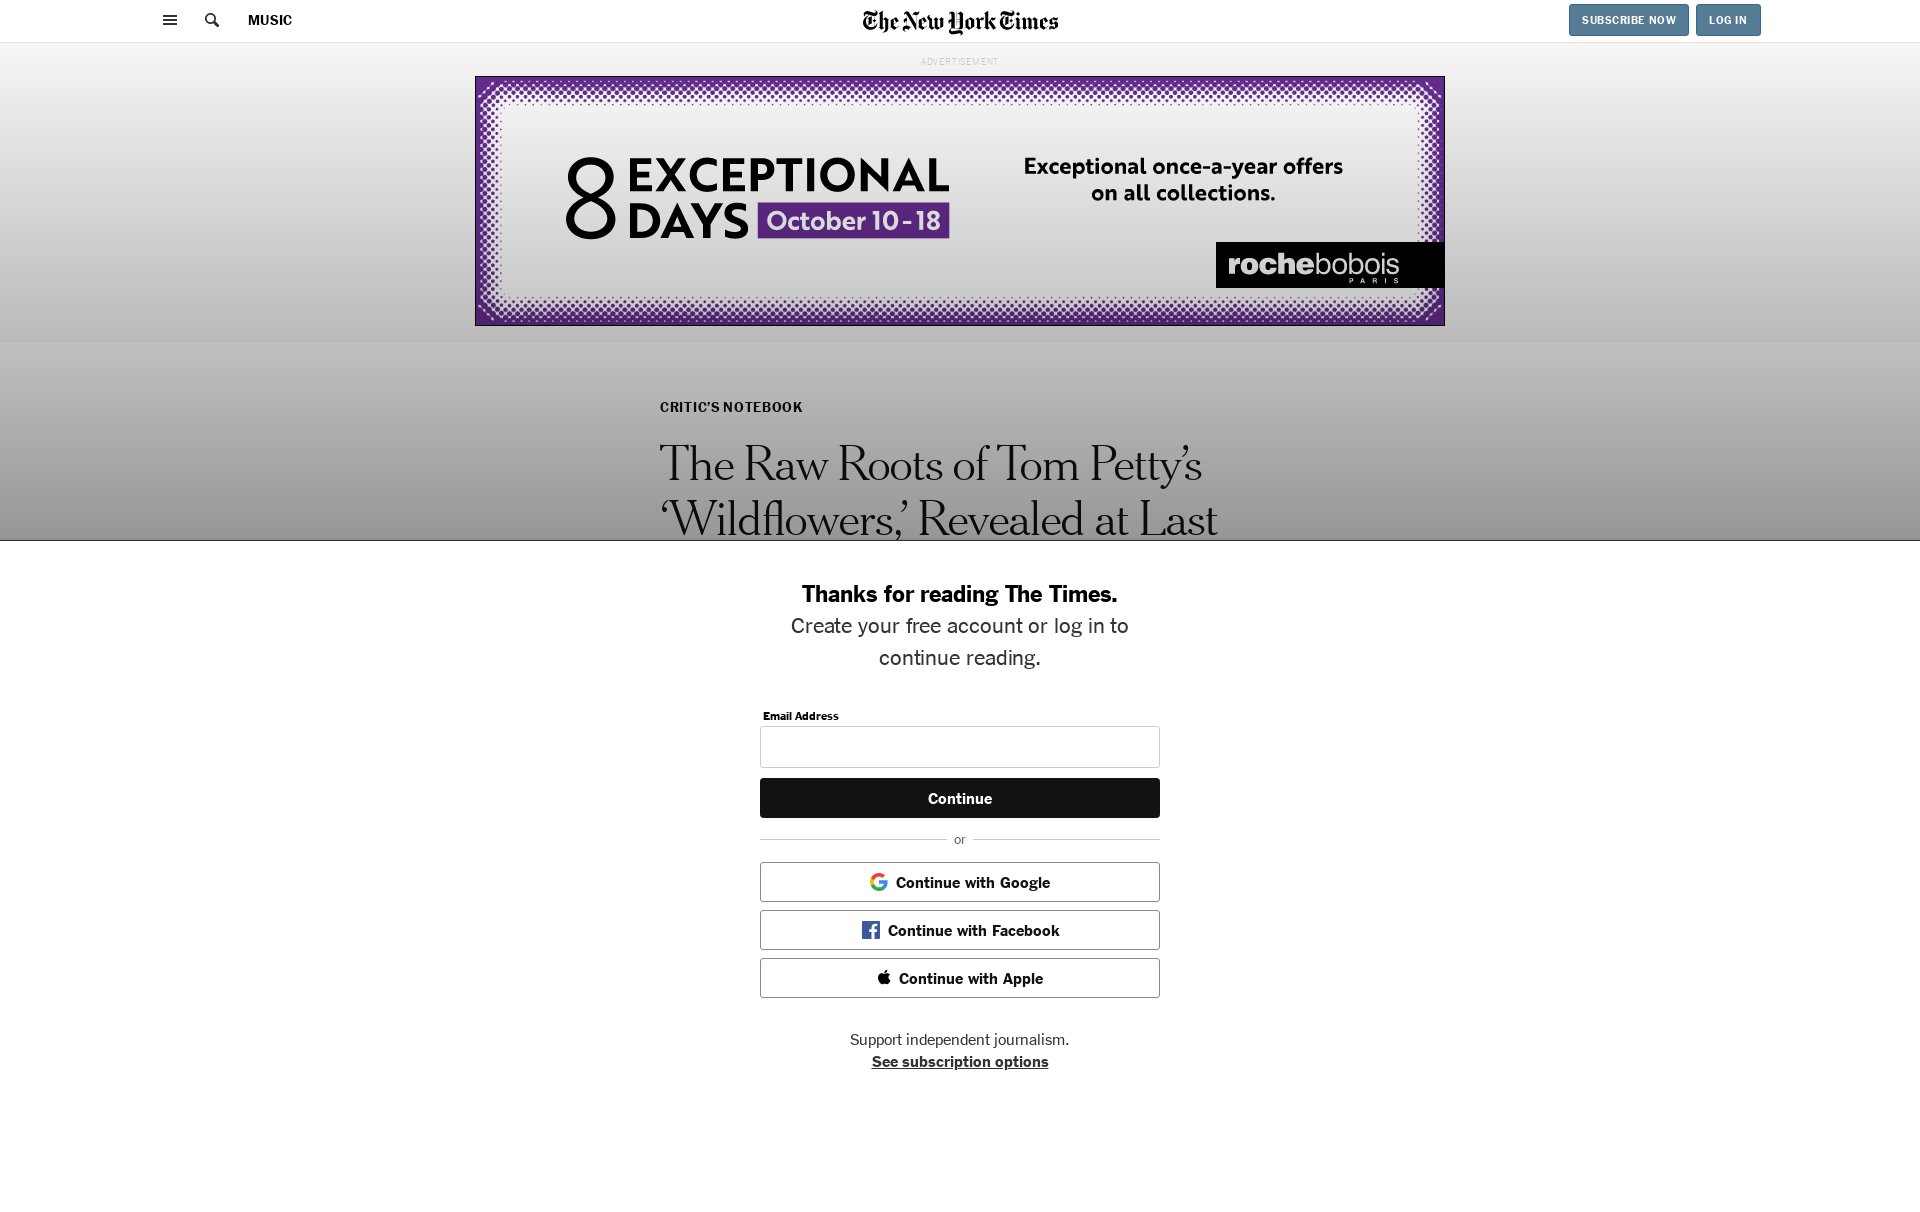 MUSIC
The New York Times
SUBSCRIBE NOW
LOG IN
ADVERTISEMENT
8 EXCEPTIONAL
DAYS October 10-18
Exceptional once-a-year offers
on all collections.
rochebobois
PARIS
CRITIC’S NOTEBOOK
The Raw Roots of Tom Petty’s
‘Wildflowers,’ Revealed at Last
Thanks for reading The Times.
Create your free account or log in to
continue reading.
Email Address
Continue
or
Continue with Google
Continue with Facebook
Continue with Apple
Support independent journalism.
See subscription options